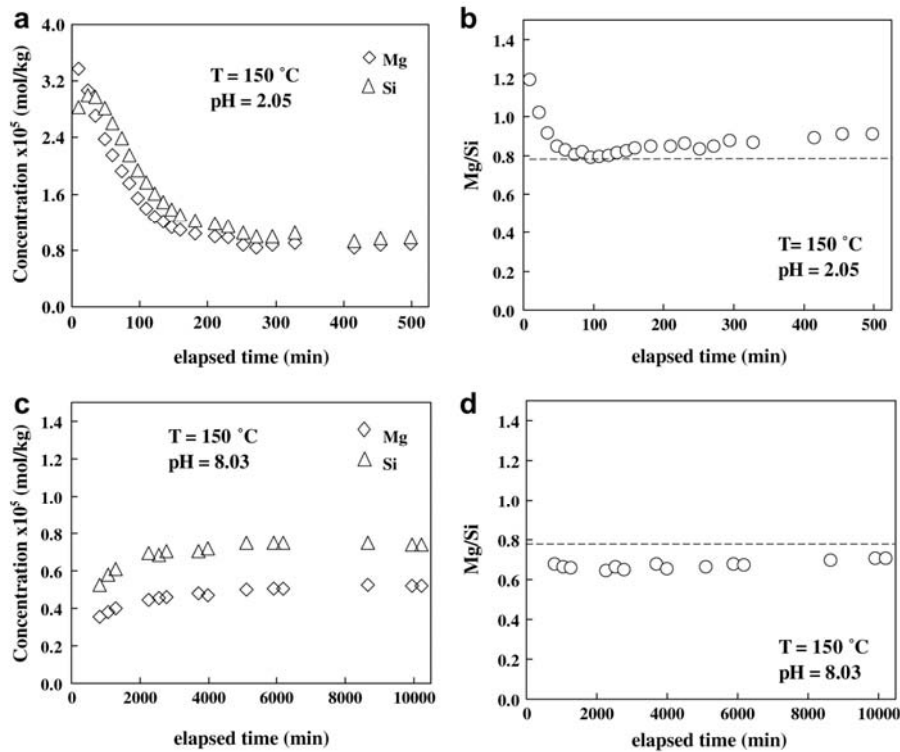 a
4.0
3.2
2.4
1.6
0.8
0.0
Concentration x10⁵ (mol/kg)
T = 150 °C
pH = 2.05
Mg
Si
0 100 200 300 400 500
elapsed time (min)
b
1.4
1.2
1.0
0.8
0.6
0.4
0.2
0.0
Mg/Si
T= 150 °C
pH = 2.05
0 100 200 300 400 500
elapsed time (min)
c
1.4
1.2
1.0
0.8
0.6
0.4
0.2
0.0
Concentration x10⁵ (mol/kg)
T = 150 °C
pH = 8.03
Mg
Si
0 2000 4000 6000 8000 10000
elapsed time (min)
d
1.4
1.2
1.0
0.8
0.6
0.4
0.2
0.0
Mg/Si
T = 150 °C
pH = 8.03
0 2000 4000 6000 8000 10000
elapsed time (min)